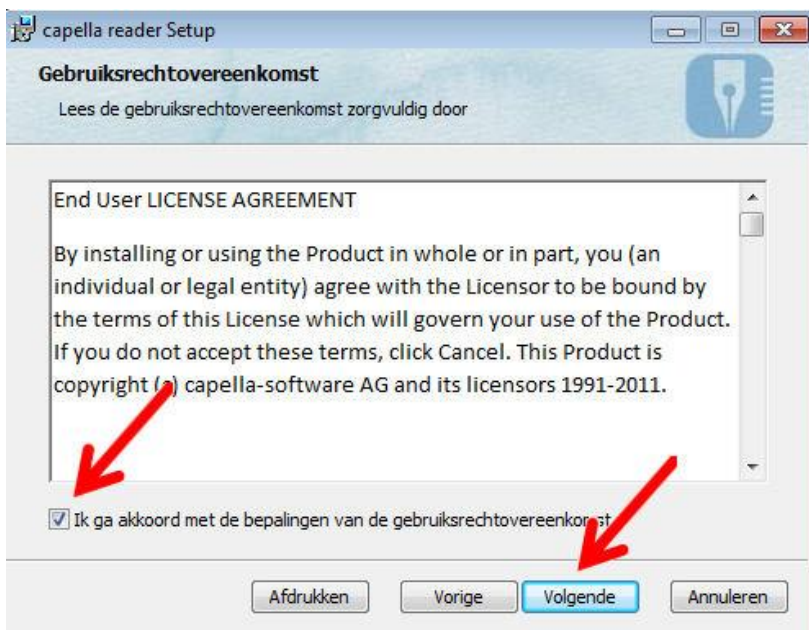 capella reader Setup
Gebruiksrechtovereenkomst
Lees de gebruiksrechtovereenkomst zorgvuldig door
End User LICENSE AGREEMENT
By installing or using the Product in whole or in part, you (an
individual or legal entity) agree with the Licensor to be bound by
the terms of this License which will govern your use of the Product.
If you do not accept these terms, click Cancel. This Product is
copyright (c) capella-software AG and its licensors 1991-2011.
Ik ga akkoord met de bepalingen van de gebruiksrechtovereenkomst
Afdrukken Vorige Volgende Annuleren